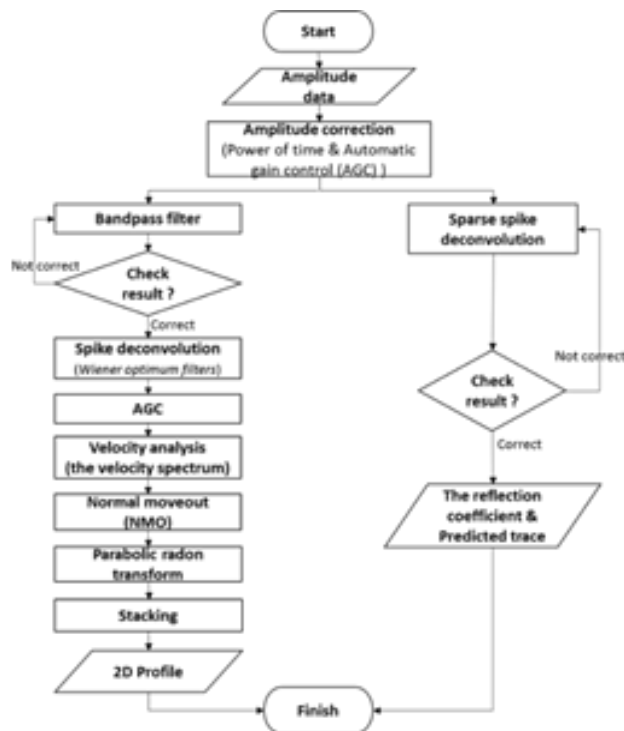 Start
Amplitude
data
Amplitude correction
(Power of time & Automatic
gain control (AGC) )
Bandpass filter
Not correct
Check
result ?
Correct
Spike deconvolution
(Wiener optimum filters)
AGC
Velocity analysis
(the velocity spectrum)
Normal moveout
(NMO)
Parabolic radon
transform
Stacking
2D Profile
Sparse spike
deconvolution
Not correct
Check
result ?
Correct
The reflection
coefficient &
Predicted trace
Finish